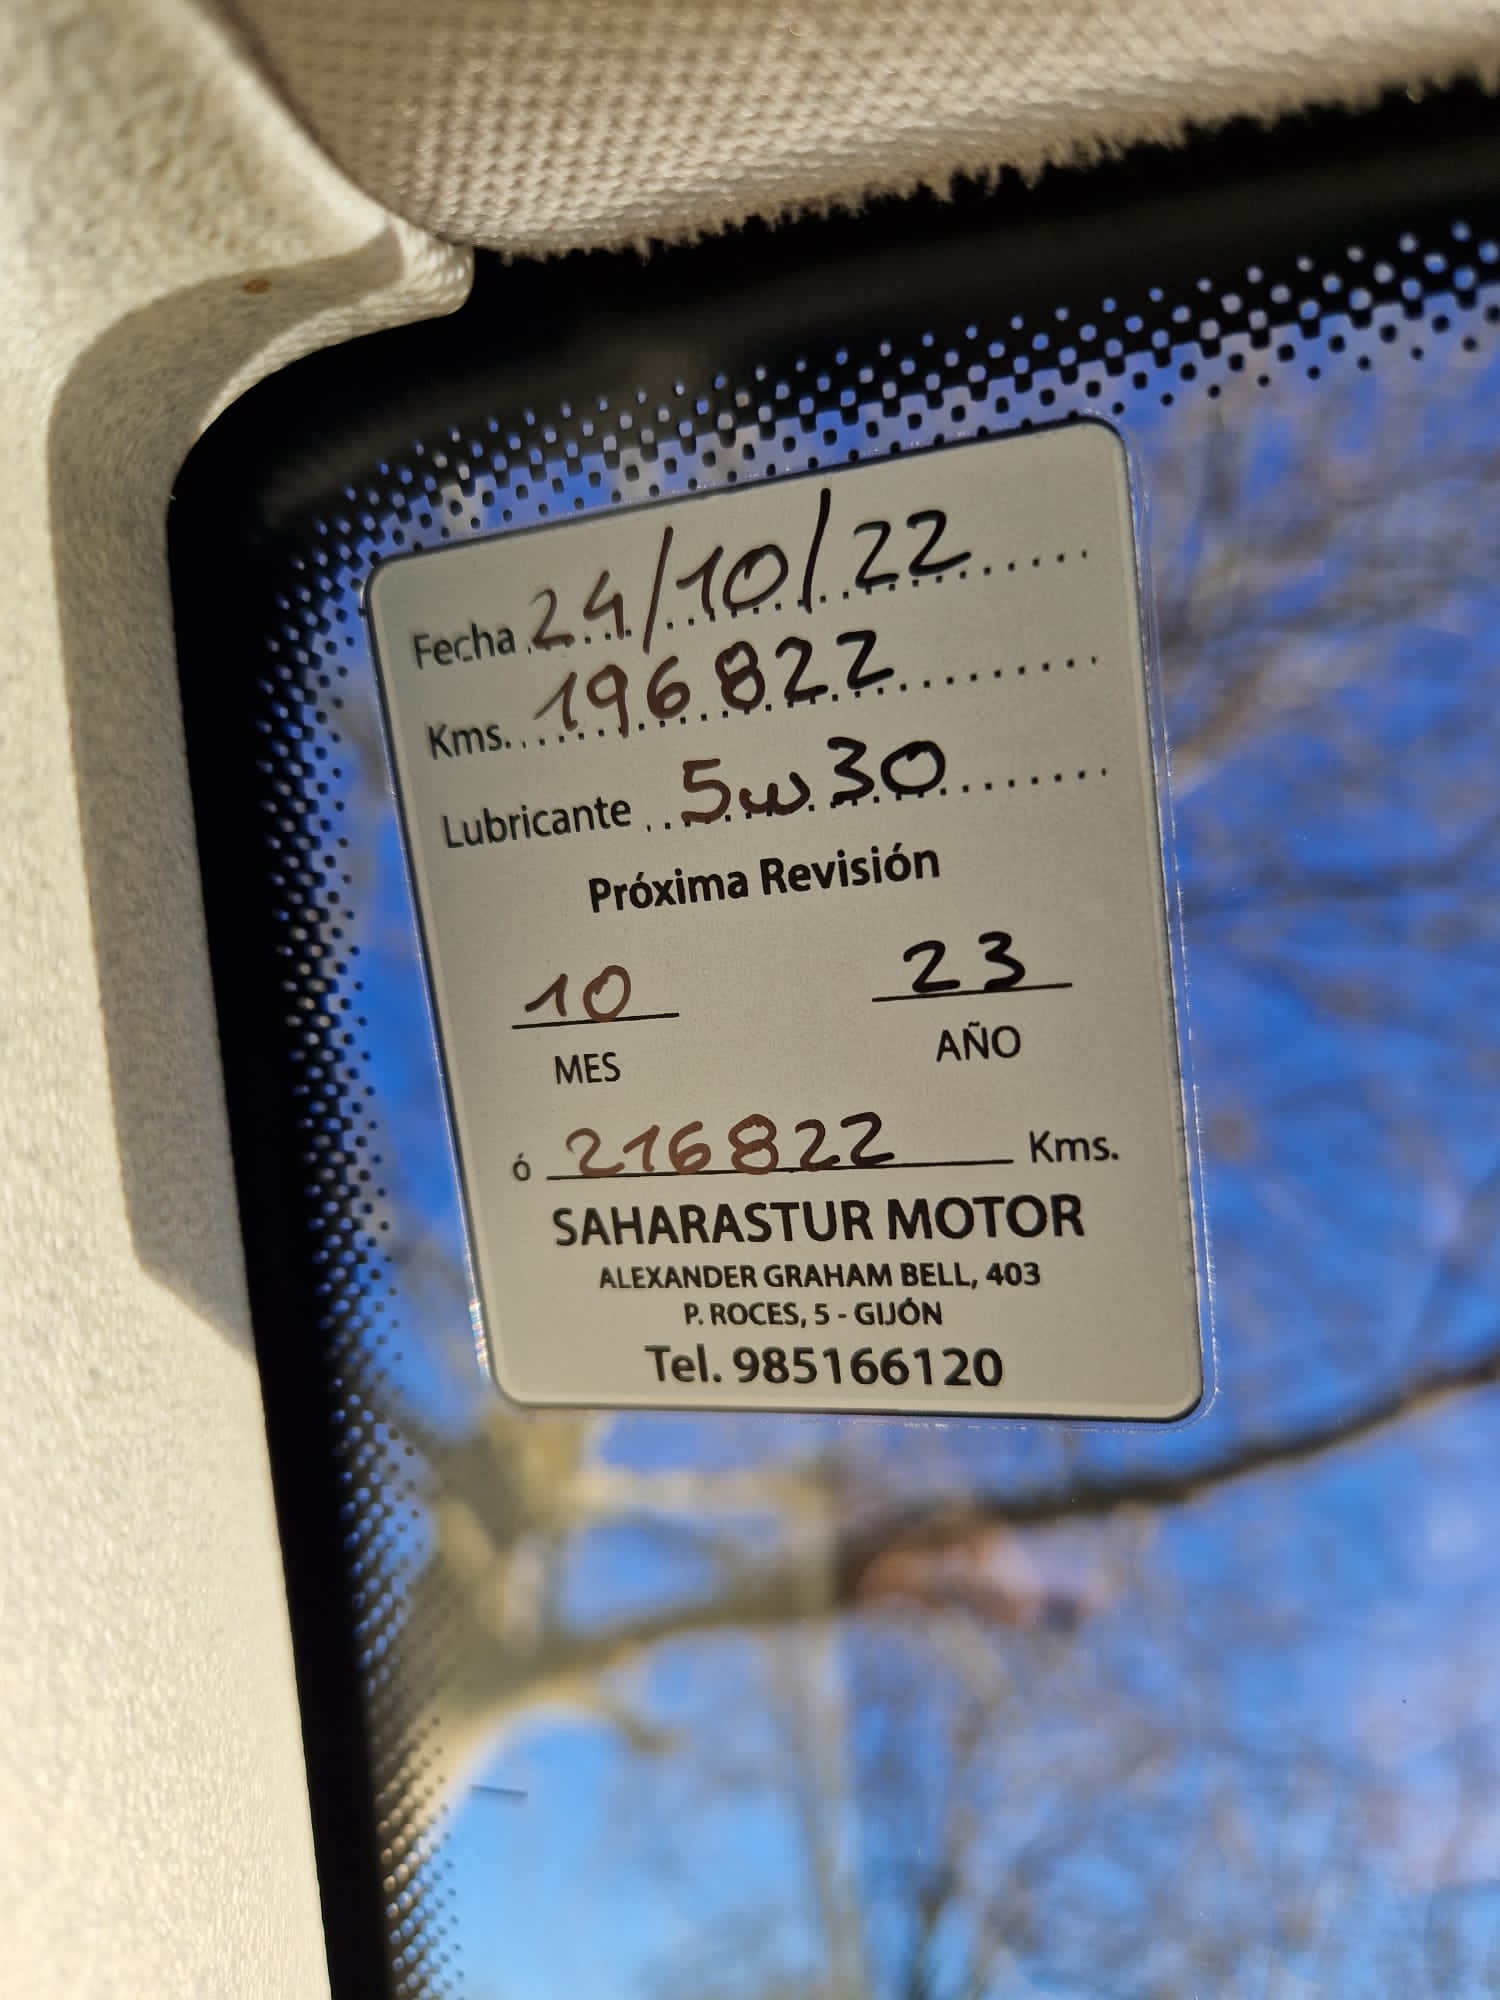 Fecha 24/10/22
Kms. 196822
Lubricante 5w30
Próxima Revisión
10 23
MES AÑO
ó 216822 Kms.
SAHARASTUR MOTOR
ALEXANDER GRAHAM BELL, 403
P. ROCES, 5 - GIJÓN
Tel. 985166120